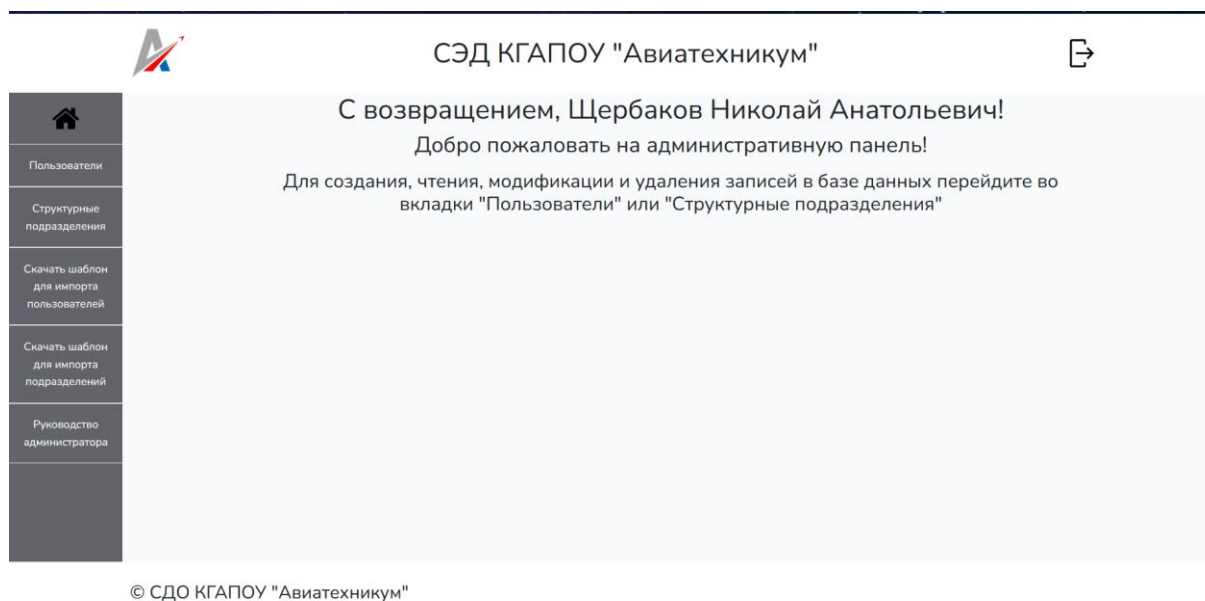 СЭД КГАПОУ "Авиатехникум"
С возвращением, Щербаков Николай Анатольевич!
Добро пожаловать на административную панель!
Для создания, чтения, модификации и удаления записей в базе данных перейдите во
вкладки "Пользователи" или "Структурные подразделения"
Пользователи
Структурные
подразделения
Скачать шаблон
для импорта
пользователей
Скачать шаблон
для импорта
подразделений
Руководство
администратора
© СДО КГАПОУ "Авиатехникум"